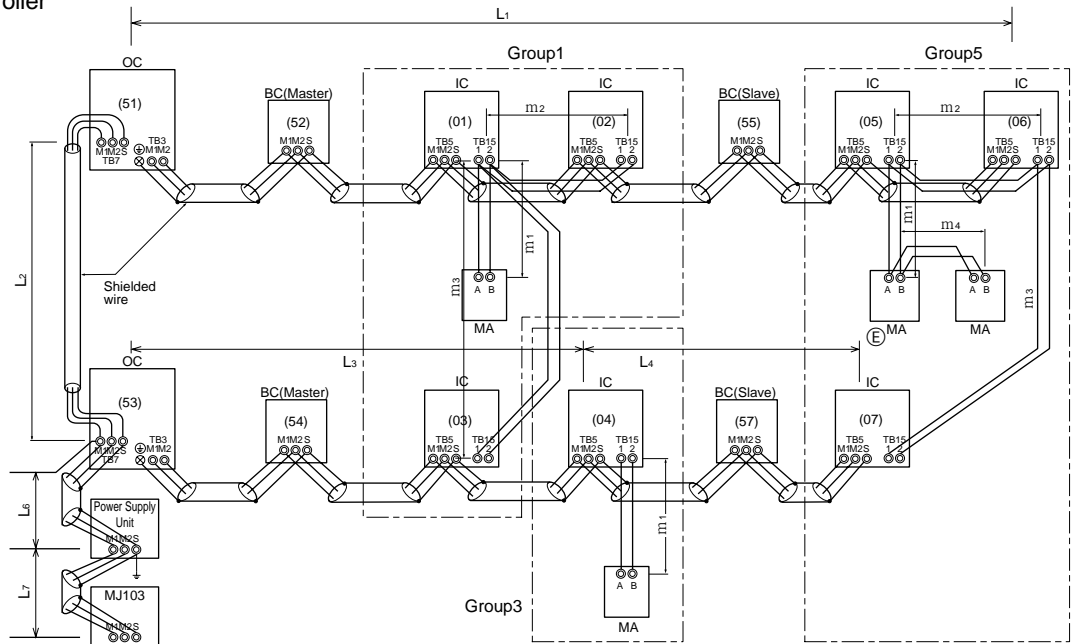 oller
L1
Group1
Group5
OC
(51)
TB3
M1M2S
M1M2
TB7
BC(Master)
(52)
M1M2S
IC
(01)
TB5
M1M2S
TB15
1 2
m2
IC
(02)
TB5
M1M2S
TB15
1 2
BC(Slave)
(55)
M1M2S
IC
(05)
TB5
M1M2S
TB15
1 2
m2
IC
(06)
TB5
M1M2S
TB15
1 2
L2
Shielded
wire
m3
m1
A B
MA
m1
m4
A B
E
MA
A B
MA
m3
L3
L4
OC
(53)
TB3
M1M2S
M1M2
TB7
BC(Master)
(54)
M1M2S
IC
(03)
TB5
M1M2S
TB15
1 2
IC
(04)
TB5
M1M2S
TB15
1 2
BC(Slave)
(57)
M1M2S
IC
(07)
TB5
M1M2S
TB15
1 2
L6
Power Supply
Unit
M1M2S
m1
L7
MJ103
M1M2S
Group3
A B
MA